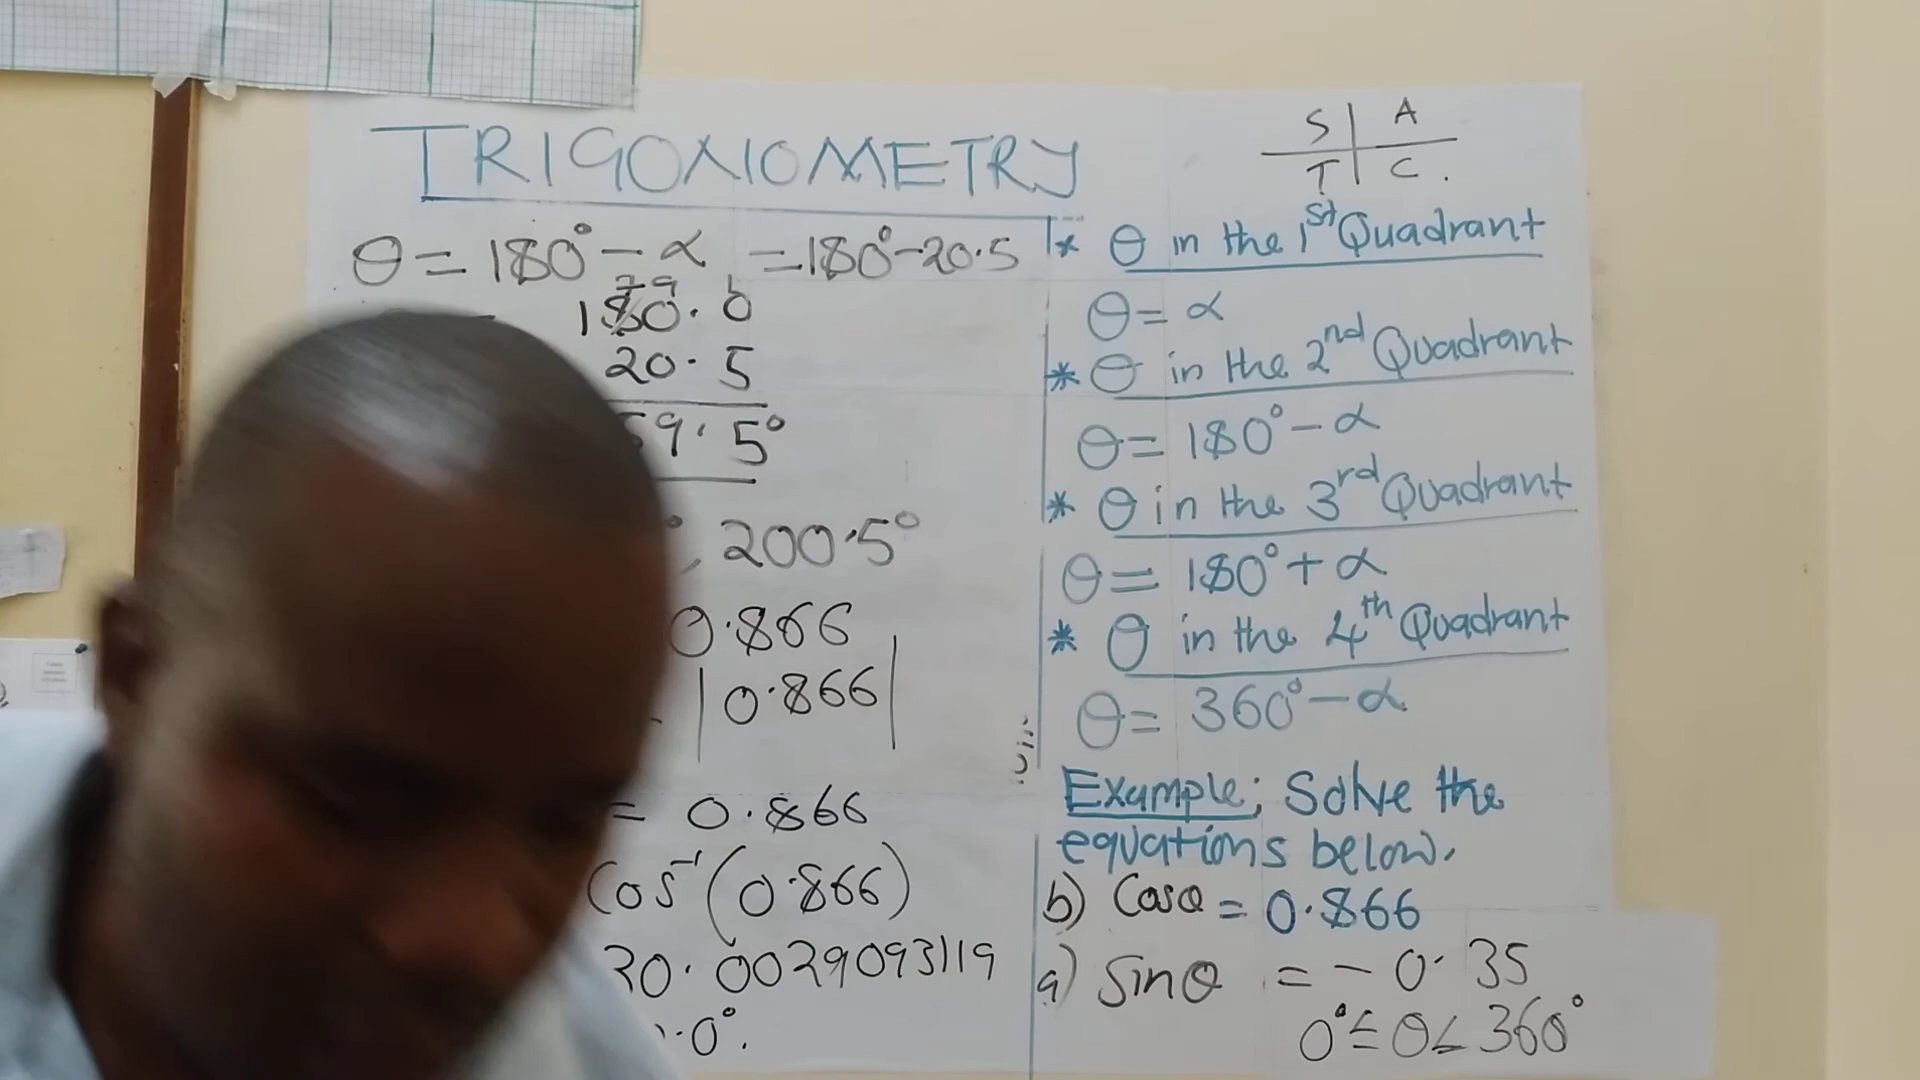 TRIGONOMETRY
θ = 180° - α = 180° - 20.5
7 9 1
180.0
20.5
59.5°
, 200.5°
0.866
|0.866|
= 0.866
Cos⁻¹(0.866)
30.0029093119
.0°.
S A
T C.
* θ in the 1st Quadrant
θ = α
* θ in the 2nd Quadrant
θ = 180° - α
* θ in the 3rd Quadrant
θ = 180° + α
* θ in the 4th Quadrant
θ = 360° - α
Example; Solve the
equations below.
b) Cosθ = 0.866
a) Sinθ = - 0.35
0° ≤ θ ≤ 360°